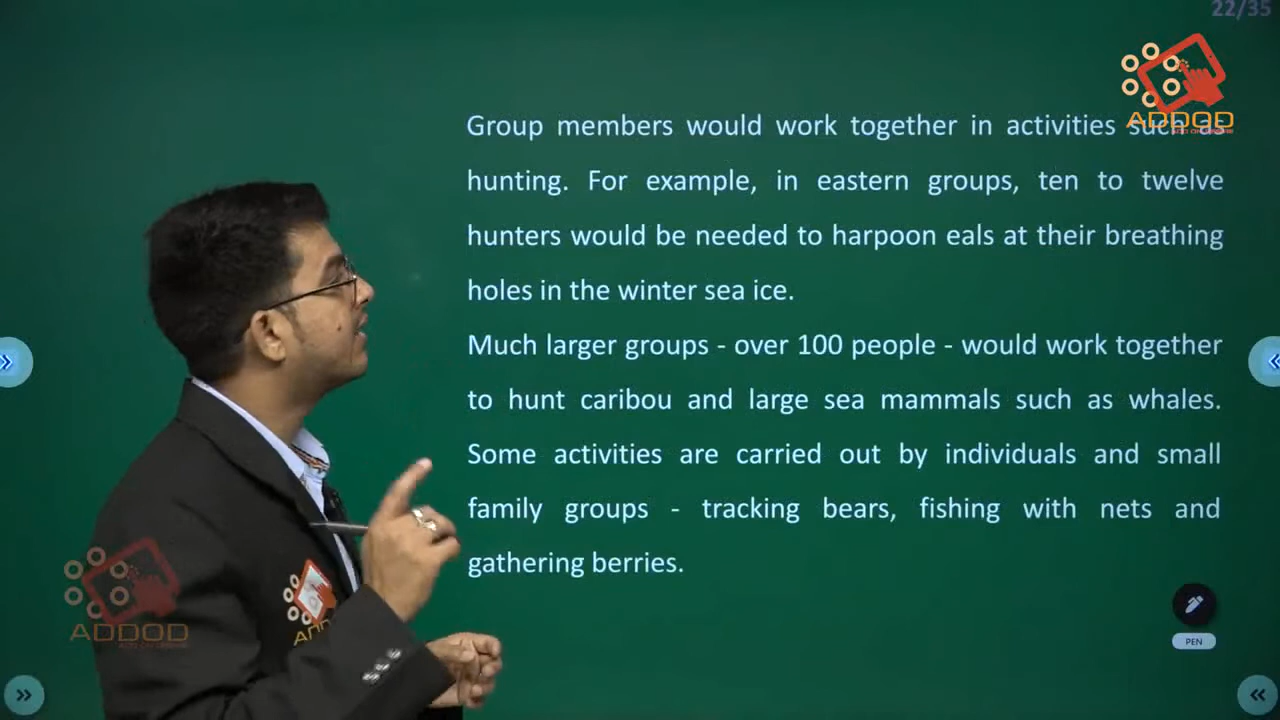 22/35
ADDOD
Group members would work together in activities such as
hunting. For example, in eastern groups, ten to twelve
hunters would be needed to harpoon eals at their breathing
holes in the winter sea ice.
Much larger groups - over 100 people - would work together
to hunt caribou and large sea mammals such as whales.
Some activities are carried out by individuals and small
family groups - tracking bears, fishing with nets and
gathering berries.
ADDOD
ADDOD
PEN